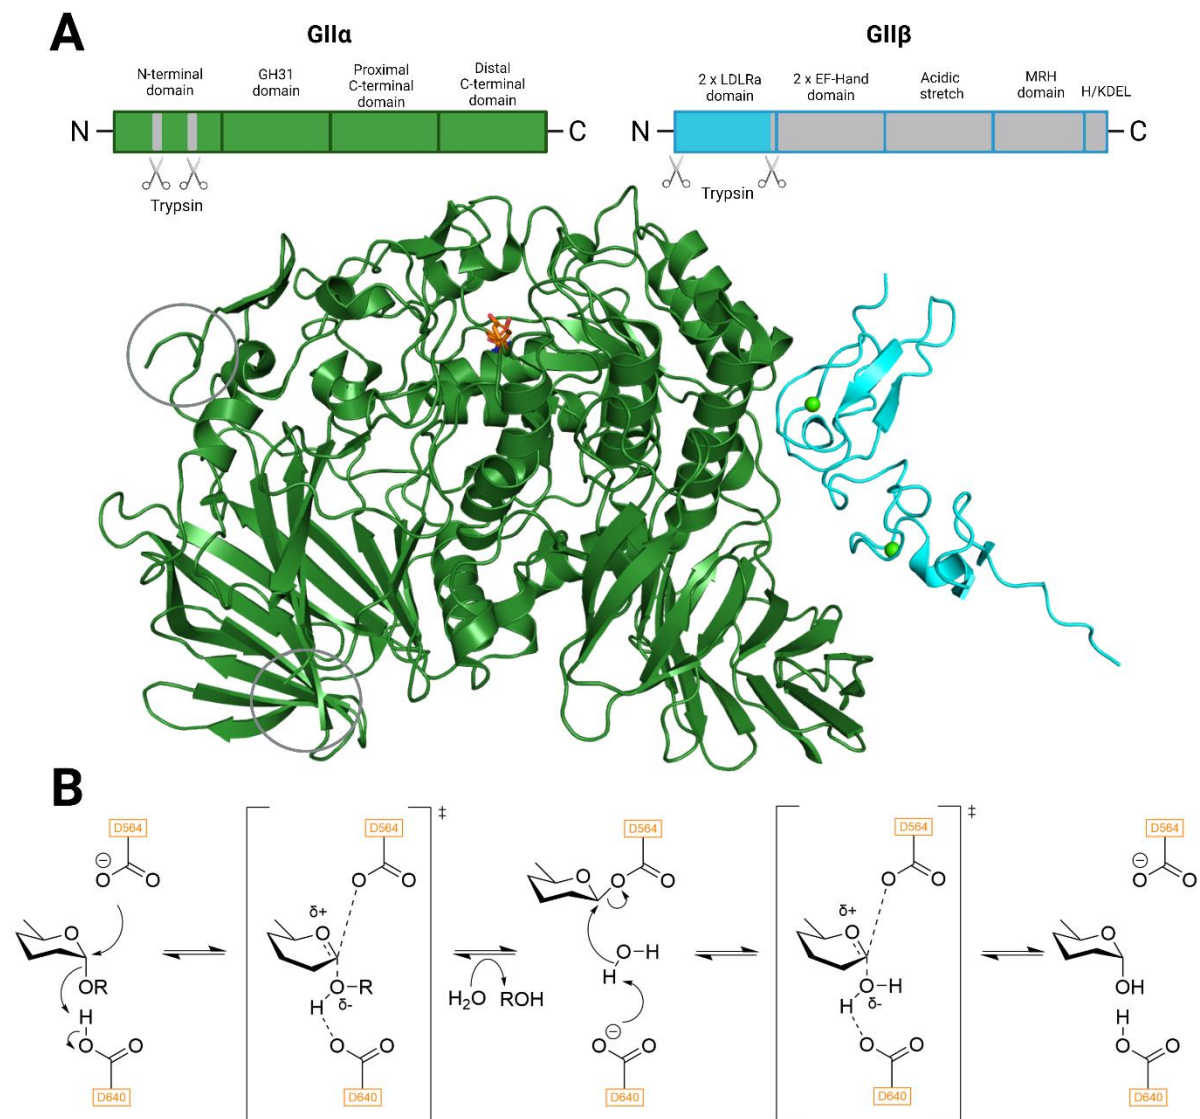 A
GIIα
GIIβ
N-terminal
domain
GH31
domain
Proximal
C-terminal
domain
Distal
C-terminal
domain
2 x LDLRa
domain
2 x EF-Hand
domain
Acidic
stretch
MRH
domain
H/KDEL
N
C
N
C
Trypsin
Trypsin
B
D564
⊖
O
O
O
OR
H
O
O
D640
‡
D564
O
O
δ+
O
O–R
H
δ-
O
O
D640
H₂O
ROH
D564
O
O
O
O–H
H
⊖
O
O
D640
‡
D564
O
O
δ+
O
O–H
H
δ-
O
O
D640
D564
⊖
O
O
O
OH
H
O
O
D640